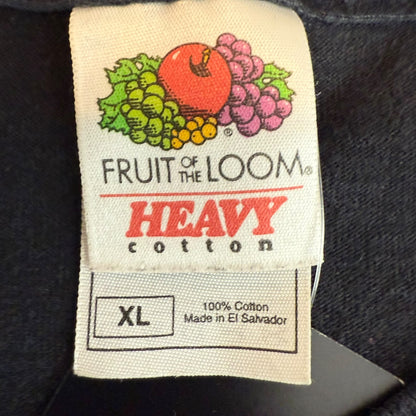 ®
FRUIT OF THE LOOM®
HEAVY
cotton
XL
100% Cotton
Made in El Salvador